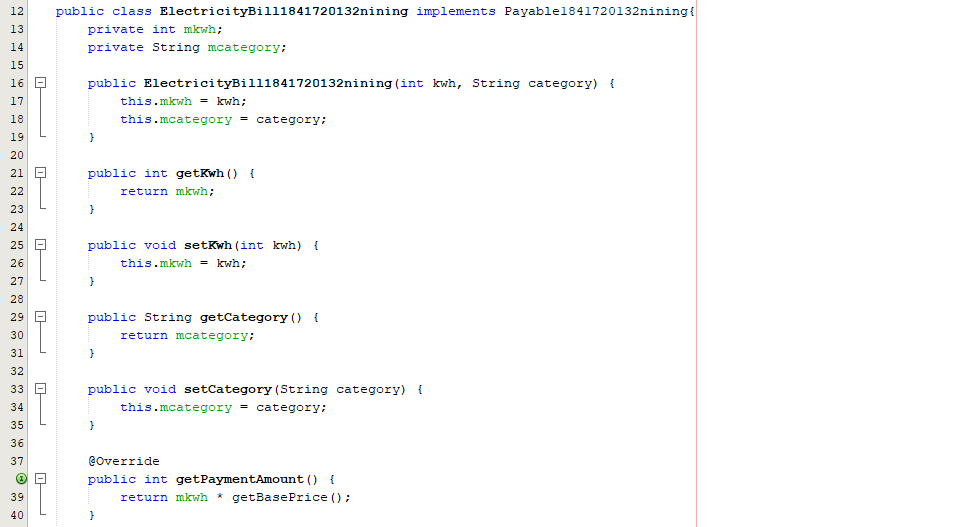 12 public class ElectricityBill1841720132nining implements Payable1841720132nining{
13 private int mkwh;
14 private String mcategory;
15
16 public ElectricityBill1841720132nining(int kwh, String category) {
17 this.mkwh = kwh;
18 this.mcategory = category;
19 }
20
21 public int getKwh() {
22 return mkwh;
23 }
24
25 public void setKwh(int kwh) {
26 this.mkwh = kwh;
27 }
28
29 public String getCategory() {
30 return mcategory;
31 }
32
33 public void setCategory(String category) {
34 this.mcategory = category;
35 }
36
37 @Override
public int getPaymentAmount() {
39 return mkwh * getBasePrice();
40 }